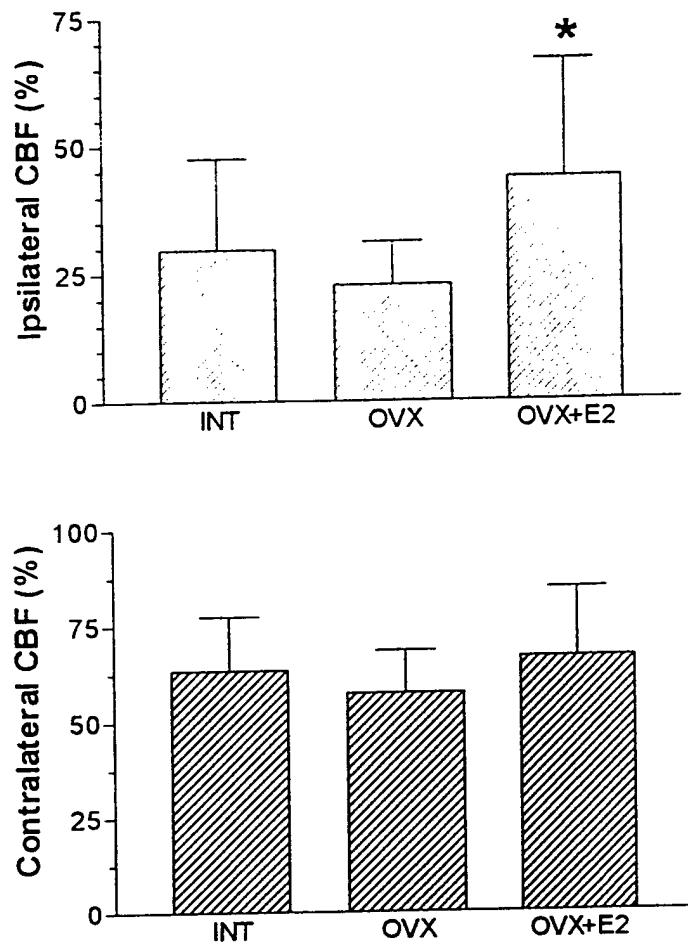 Ipsilateral CBF (%)
75
50
25
0
*
INT OVX OVX+E2
Contralateral CBF (%)
100
75
50
25
0
INT OVX OVX+E2